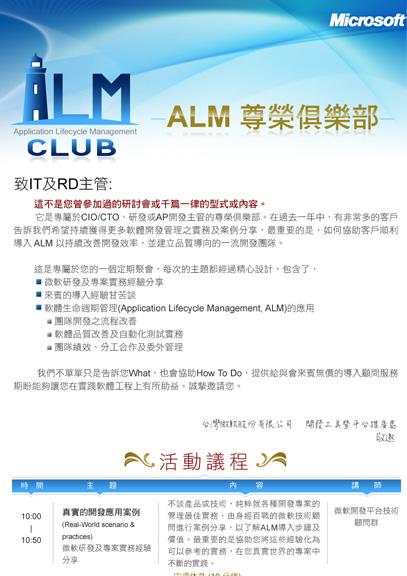 Microsoft
ALM
Application Lifecycle Management
CLUB
ALM 尊榮俱樂部
致IT及RD主管:
這不是您曾參加過的研討會或千篇一律的型式或內容。
它是專屬於CIO/CTO、研發或AP開發主管的尊榮俱樂部。在過去一年中，有非常多的客戶
告訴我們希望持續獲得更多軟體開發管理之實務及案例分享，最重要的是，如何協助客戶順利
導入 ALM 以持續改善開發效率，並建立品質導向的一流開發團隊。
這是專屬於您的一個定期聚會，每次的主題都經過精心設計，包含了，
微軟研發及專案實務經驗分享
來賓的導入經驗甘苦談
軟體生命週期管理(Application Lifecycle Management, ALM)的應用
團隊開發之流程改善
軟體品質改善及自動化測試實務
團隊績效、分工合作及委外管理
我們不單單只是告訴您What，也會協助How To Do，提供給與會來賓無價的導入顧問服務
期盼能夠讓您在實踐軟體工程上有所助益。誠摯邀請您。
台灣微軟股份有限公司 開發工具暨平台推廣處
敬邀
活動議程
時 間 主 題 內 容 講 師
10:00
|
10:50
真實的開發應用案例
(Real-World scenario &
practices)
微軟研發及專案實務經驗
分享
不談產品或技術，純粹就各種開發專案的
管理最佳實務，由身經百戰的微軟技術顧
問進行案例分享，以了解ALM導入步驟及
價值。最重要的是協助您將這些經驗化為
可以參考的實務，在您真實世界的專案中
不斷的實踐。
微軟開發平台技術
顧問群